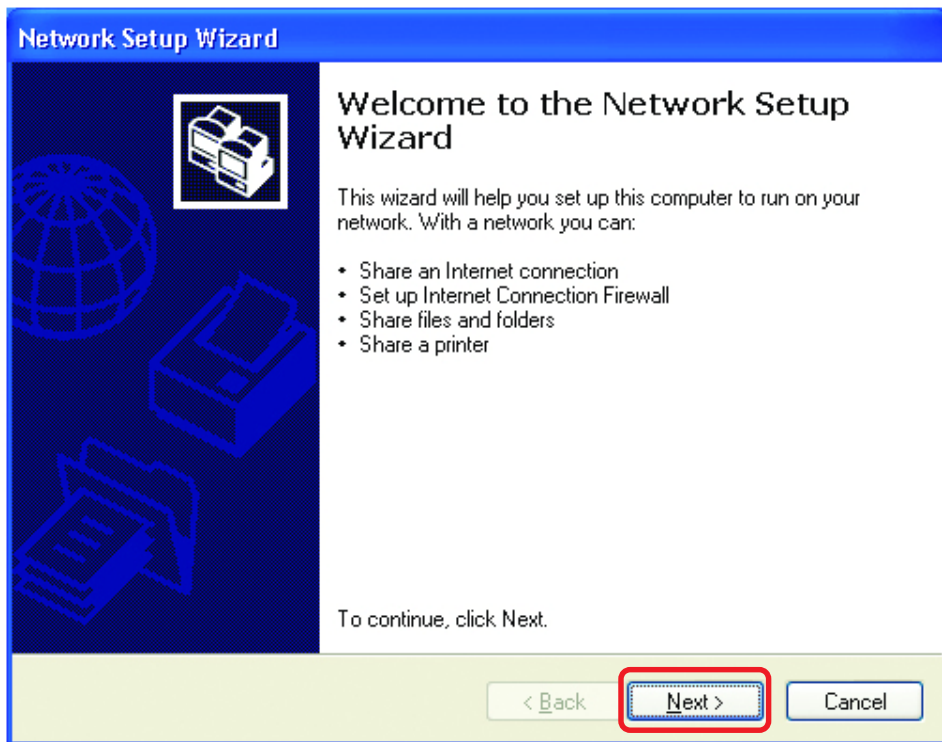 Network Setup Wizard
Welcome to the Network Setup
Wizard
This wizard will help you set up this computer to run on your
network. With a network you can:
• Share an Internet connection
• Set up Internet Connection Firewall
• Share files and folders
• Share a printer
To continue, click Next.
< Back Next > Cancel